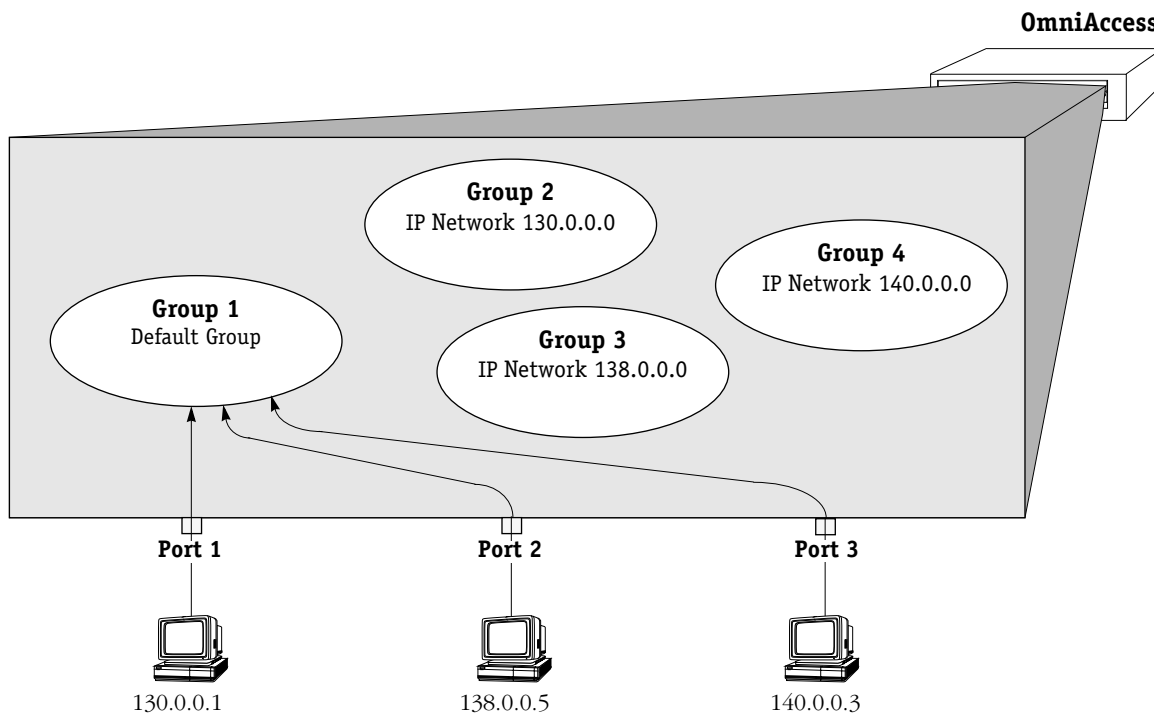 OmniAccess
Group 2
IP Network 130.0.0.0
Group 4
IP Network 140.0.0.0
Group 1
Default Group
Group 3
IP Network 138.0.0.0
Port 1
Port 2
Port 3
130.0.0.1
138.0.0.5
140.0.0.3